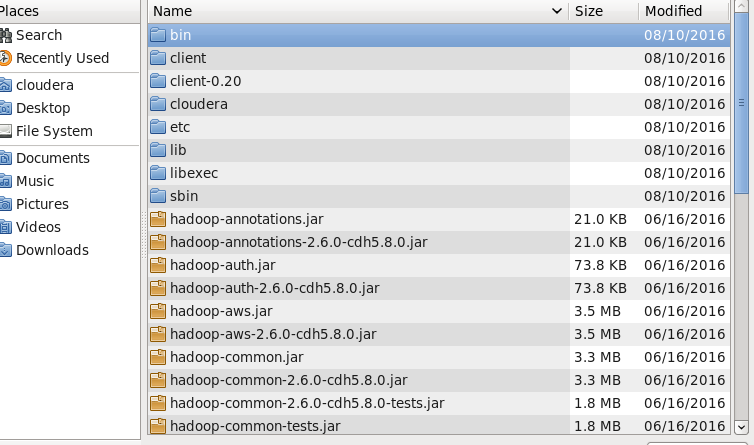 Places
Name Size Modified
Search
Recently Used
cloudera
Desktop
File System
Documents
Music
Pictures
Videos
Downloads
bin 08/10/2016
client 08/10/2016
client-0.20 08/10/2016
cloudera 08/10/2016
etc 08/10/2016
lib 08/10/2016
libexec 08/10/2016
sbin 08/10/2016
hadoop-annotations.jar 21.0 KB 06/16/2016
hadoop-annotations-2.6.0-cdh5.8.0.jar 21.0 KB 06/16/2016
hadoop-auth.jar 73.8 KB 06/16/2016
hadoop-auth-2.6.0-cdh5.8.0.jar 73.8 KB 06/16/2016
hadoop-aws.jar 3.5 MB 06/16/2016
hadoop-aws-2.6.0-cdh5.8.0.jar 3.5 MB 06/16/2016
hadoop-common.jar 3.3 MB 06/16/2016
hadoop-common-2.6.0-cdh5.8.0.jar 3.3 MB 06/16/2016
hadoop-common-2.6.0-cdh5.8.0-tests.jar 1.8 MB 06/16/2016
hadoop-common-tests.jar 1.8 MB 06/16/2016